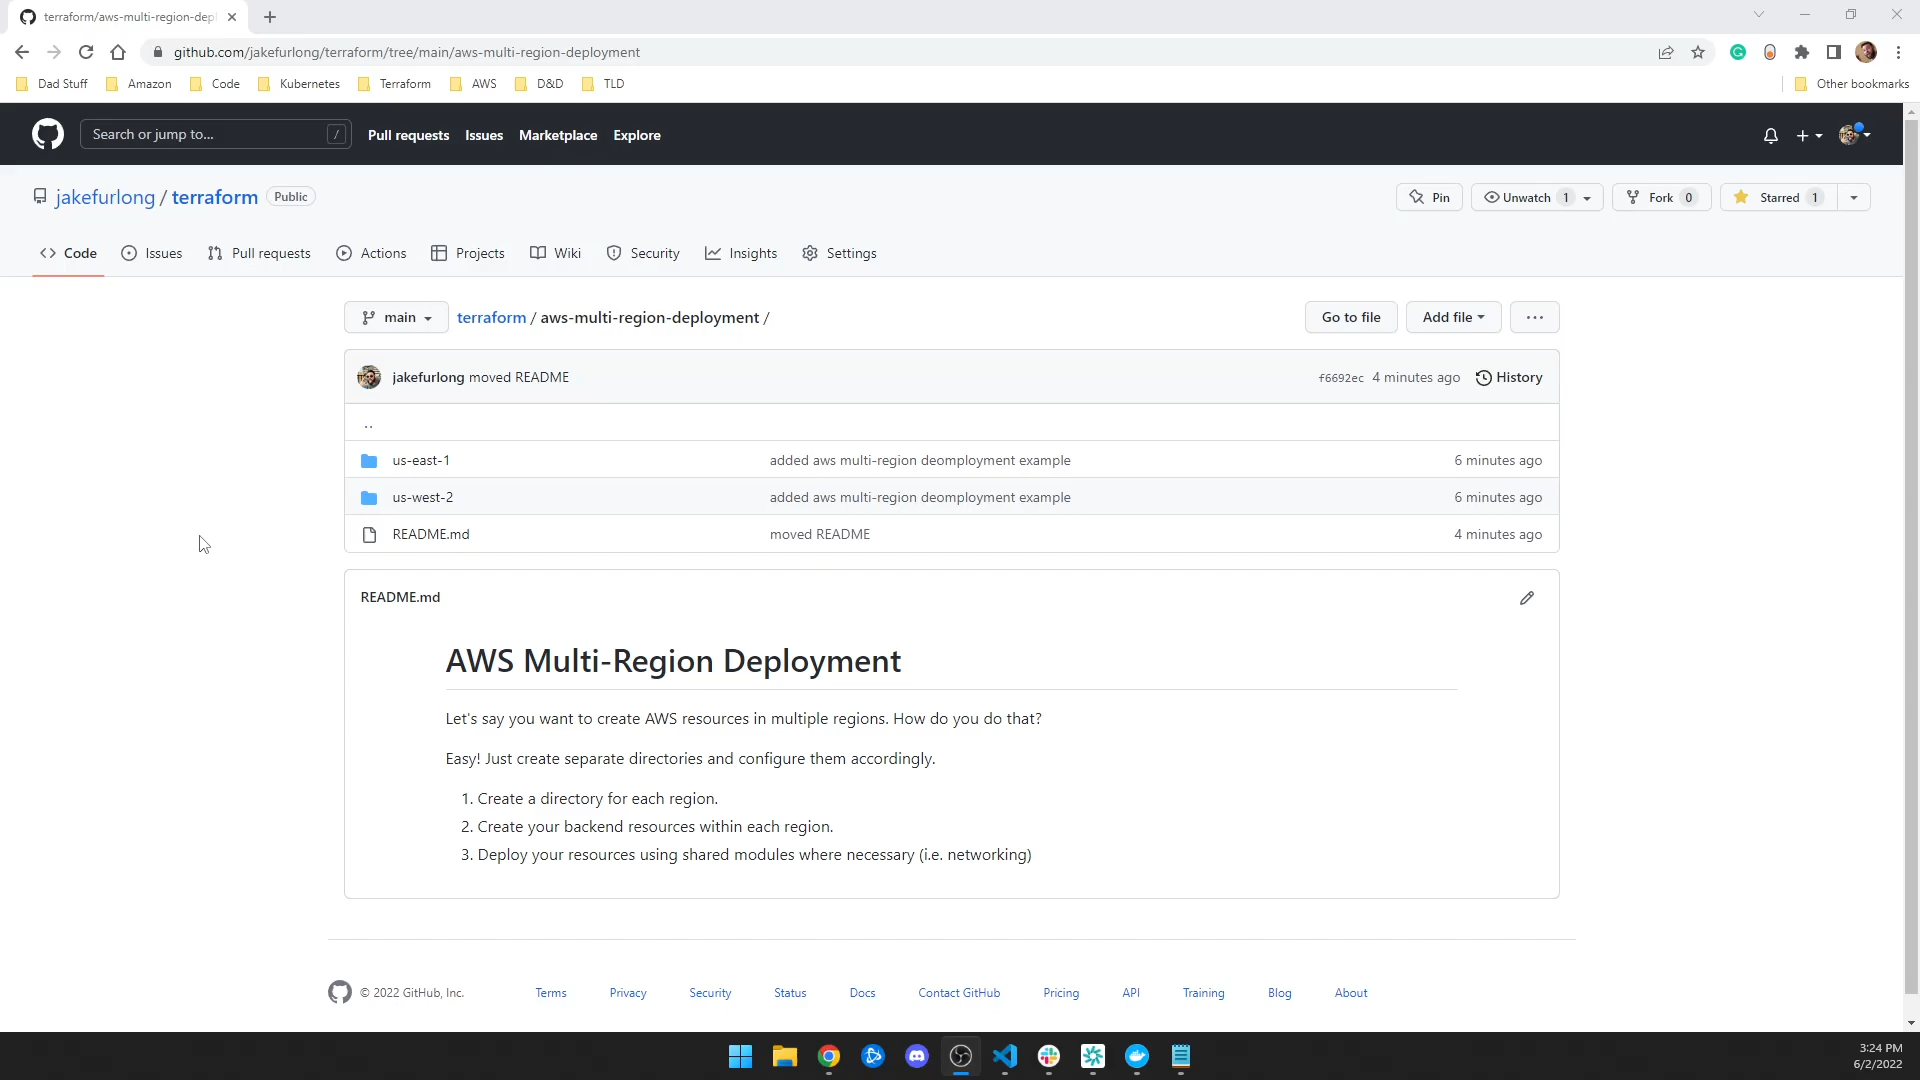 terraform/aws-multi-region-dep
github.com/jakefurlong/terraform/tree/main/aws-multi-region-deployment
Dad Stuff Amazon Code Kubernetes Terraform AWS D&D TLD Other bookmarks
Search or jump to... / Pull requests Issues Marketplace Explore
jakefurlong / terraform Public Pin Unwatch 1 Fork 0 Starred 1
Code Issues Pull requests Actions Projects Wiki Security Insights Settings
main terraform / aws-multi-region-deployment / Go to file Add file ...
jakefurlong moved README f6692ec 4 minutes ago History
..
us-east-1 added aws multi-region deomployment example 6 minutes ago
us-west-2 added aws multi-region deomployment example 6 minutes ago
README.md moved README 4 minutes ago
README.md
AWS Multi-Region Deployment
Let's say you want to create AWS resources in multiple regions. How do you do that?
Easy! Just create separate directories and configure them accordingly.
1. Create a directory for each region.
2. Create your backend resources within each region.
3. Deploy your resources using shared modules where necessary (i.e. networking)
© 2022 GitHub, Inc. Terms Privacy Security Status Docs Contact GitHub Pricing API Training Blog About
3:24 PM
6/2/2022